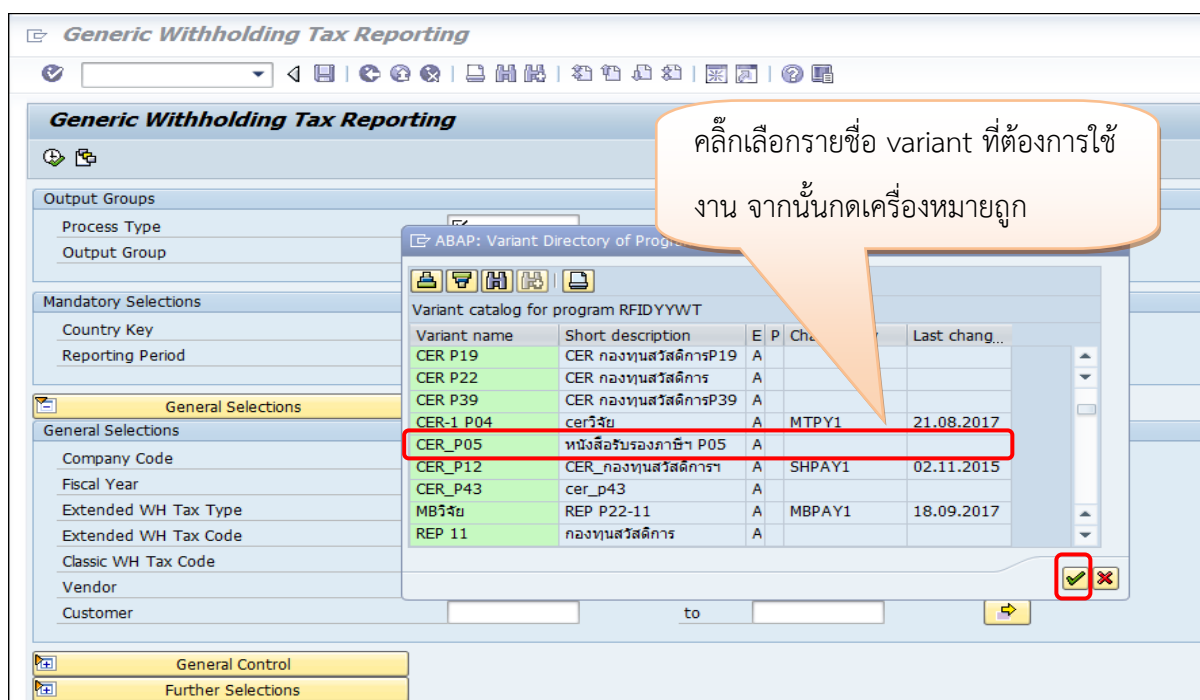 Generic Withholding Tax Reporting
Generic Withholding Tax Reporting
คลิ๊กเลือกรายชื่อ variant ที่ต้องการใช้
งาน จากนั้นกดเครื่องหมายถูก
Output Groups
Process Type
Output Group
ABAP: Variant Directory of
Mandatory Selections
Variant catalog for program RFIDYYWT
Country Key
Variant name Short description E P Last chang...
Reporting Period
CER P19 CER กองทุนสวัสดิการP19 A
CER P22 CER กองทุนสวัสดิการ A
CER P39 CER กองทุนสวัสดิการP39 A
General Selections
CER-1 P04 cerวิจัย A MTPY1 21.08.2017
General Selections
CER_P05 หนังสือรับรองภาษีฯ P05 A
Company Code
CER_P12 CER_กองทุนสวัสดิการฯ A SHPAY1 02.11.2015
Fiscal Year
CER_P43 cer_p43 A
Extended WH Tax Type
MBวิจัย REP P22-11 A MBPAY1 18.09.2017
Extended WH Tax Code
REP 11 กองทุนสวัสดิการ A
Classic WH Tax Code
Vendor
Customer to
General Control
Further Selections